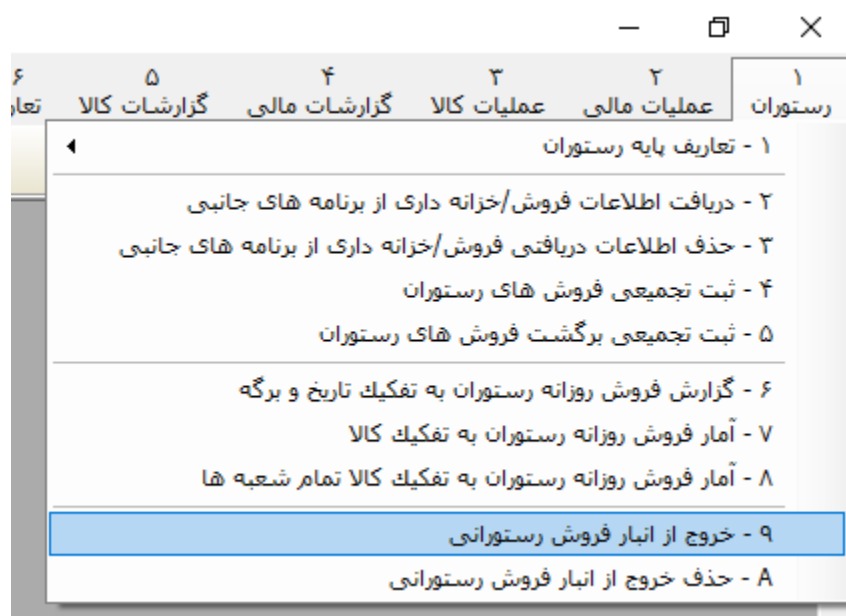 ۱ ۲ ۳ ۴ ۵ ۶
رستوران عملیات مالی عملیات کالا گزارشات مالی گزارشات کالا تعار
۱ - تعاریف پایه رستوران
۲ - دریافت اطلاعات فروش/خزانه داری از برنامه های جانبی
۳ - حذف اطلاعات دریافتی فروش/خزانه داری از برنامه های جانبی
۴ - ثبت تجمیعی فروش های رستوران
۵ - ثبت تجمیعی برگشت فروش های رستوران
۶ - گزارش فروش روزانه رستوران به تفکیك تاریخ و برگه
۷ - آمار فروش روزانه رستوران به تفکیك کالا
۸ - آمار فروش روزانه رستوران به تفکیك کالا تمام شعبه ها
۹ - خروج از انبار فروش رستورانی
A - حذف خروج از انبار فروش رستورانی